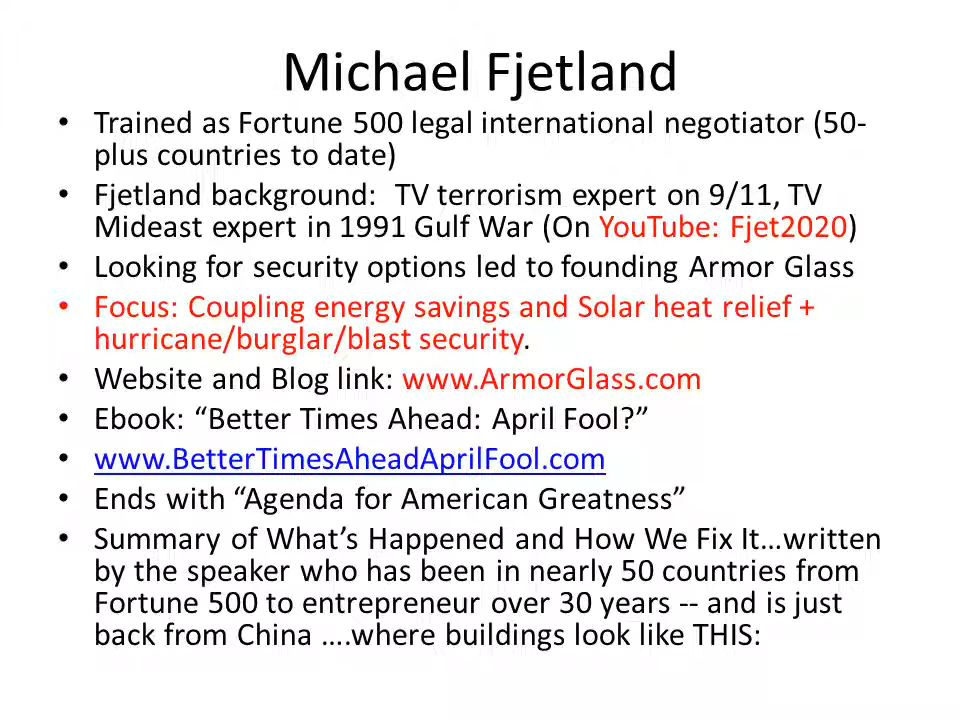 Michael Fjetland
• Trained as Fortune 500 legal international negotiator (50-
plus countries to date)
• Fjetland background:  TV terrorism expert on 9/11, TV
Mideast expert in 1991 Gulf War (On YouTube: Fjet2020)
• Looking for security options led to founding Armor Glass
• Focus: Coupling energy savings and Solar heat relief +
hurricane/burglar/blast security.
• Website and Blog link: www.ArmorGlass.com
• Ebook: “Better Times Ahead: April Fool?”
• www.BetterTimesAheadAprilFool.com
• Ends with “Agenda for American Greatness”
• Summary of What’s Happened and How We Fix It…written
by the speaker who has been in nearly 50 countries from
Fortune 500 to entrepreneur over 30 years -- and is just
back from China ….where buildings look like THIS: